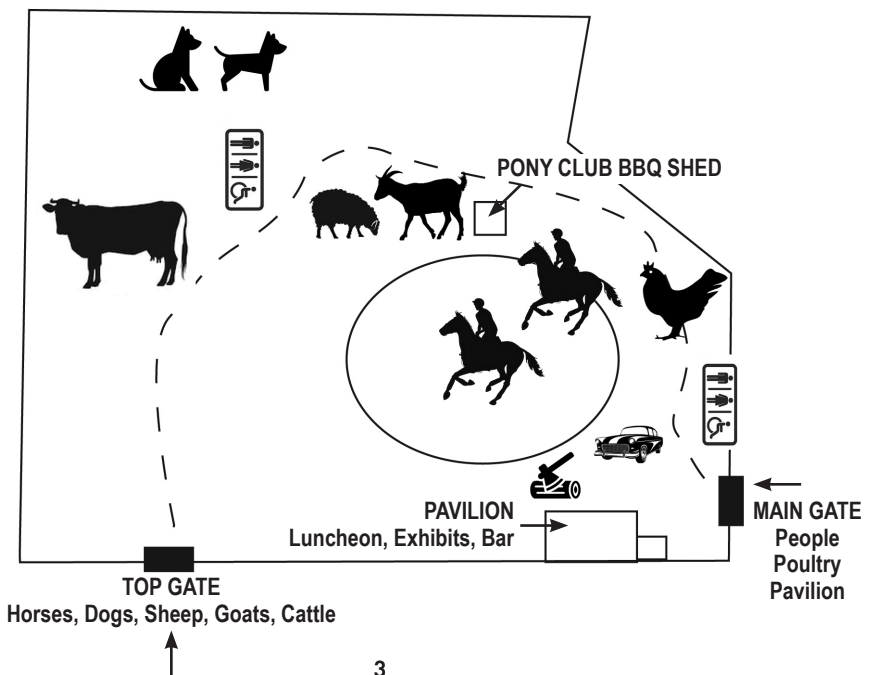 PONY CLUB BBQ SHED
PAVILION
Luncheon, Exhibits, Bar
MAIN GATE
People
Poultry
Pavilion
TOP GATE
Horses, Dogs, Sheep, Goats, Cattle
3